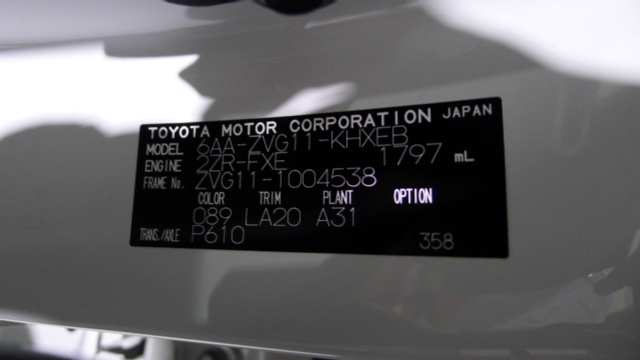 TOYOTA MOTOR CORPORATION JAPAN
MODEL 6AA-ZVG11-KHXEB
ENGINE 2ZR-FXE 1797 mL
FRAME No. ZVG11-1004538
COLOR TRIM PLANT OPTION
089 LA20 A31
TRANS./AXLE P610 358